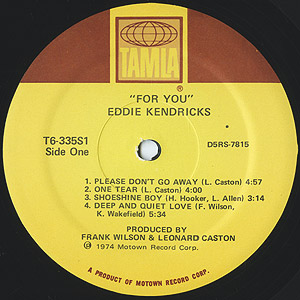 TAMLA
®
"FOR YOU"
EDDIE KENDRICKS
T6-335S1
Side One
D5RS-7815
1. PLEASE DON'T GO AWAY (L. Caston) 4:57
2. ONE TEAR (L. Caston) 4:00
3. SHOESHINE BOY (H. Hooker, L. Allen) 3:14
4. DEEP AND QUIET LOVE (F. Wilson,
K. Wakefield) 5:34
PRODUCED BY
FRANK WILSON & LEONARD CASTON
© 1974 Motown Record Corp.
A PRODUCT OF MOTOWN RECORD CORP.